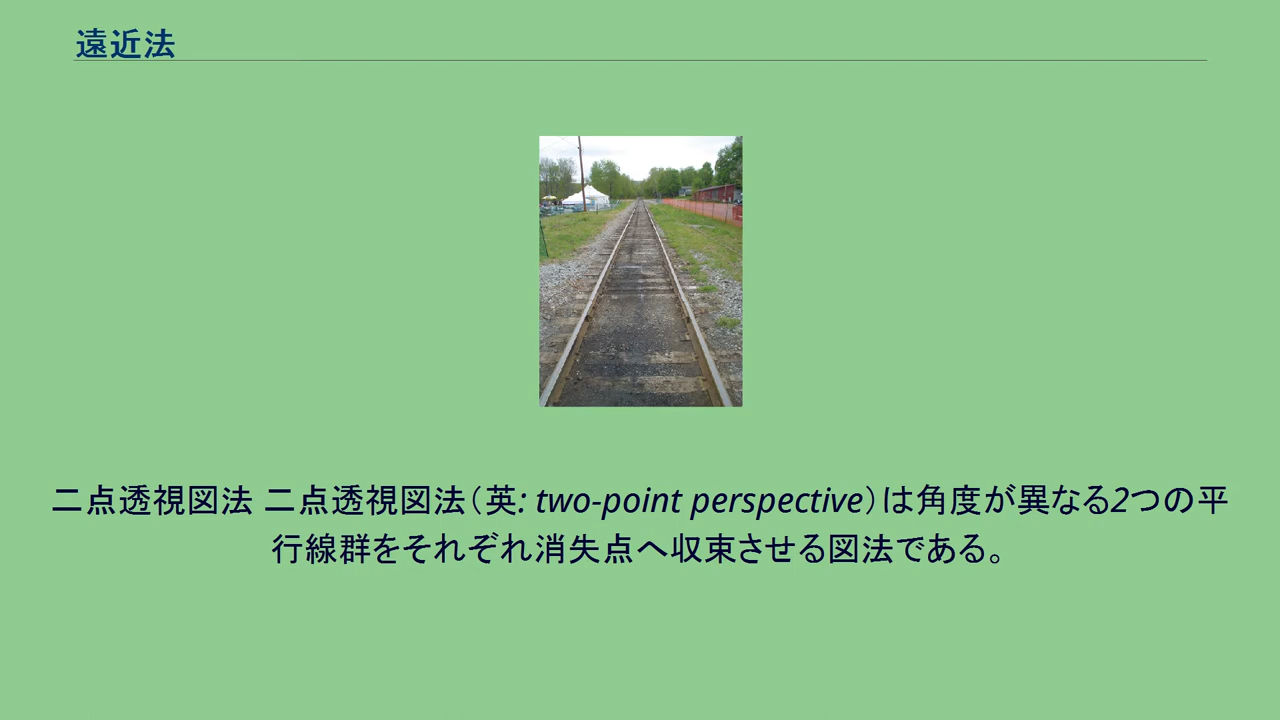 遠近法
二点透視図法 二点透視図法（英: two-point perspective）は角度が異なる2つの平
行線群をそれぞれ消失点へ収束させる図法である。